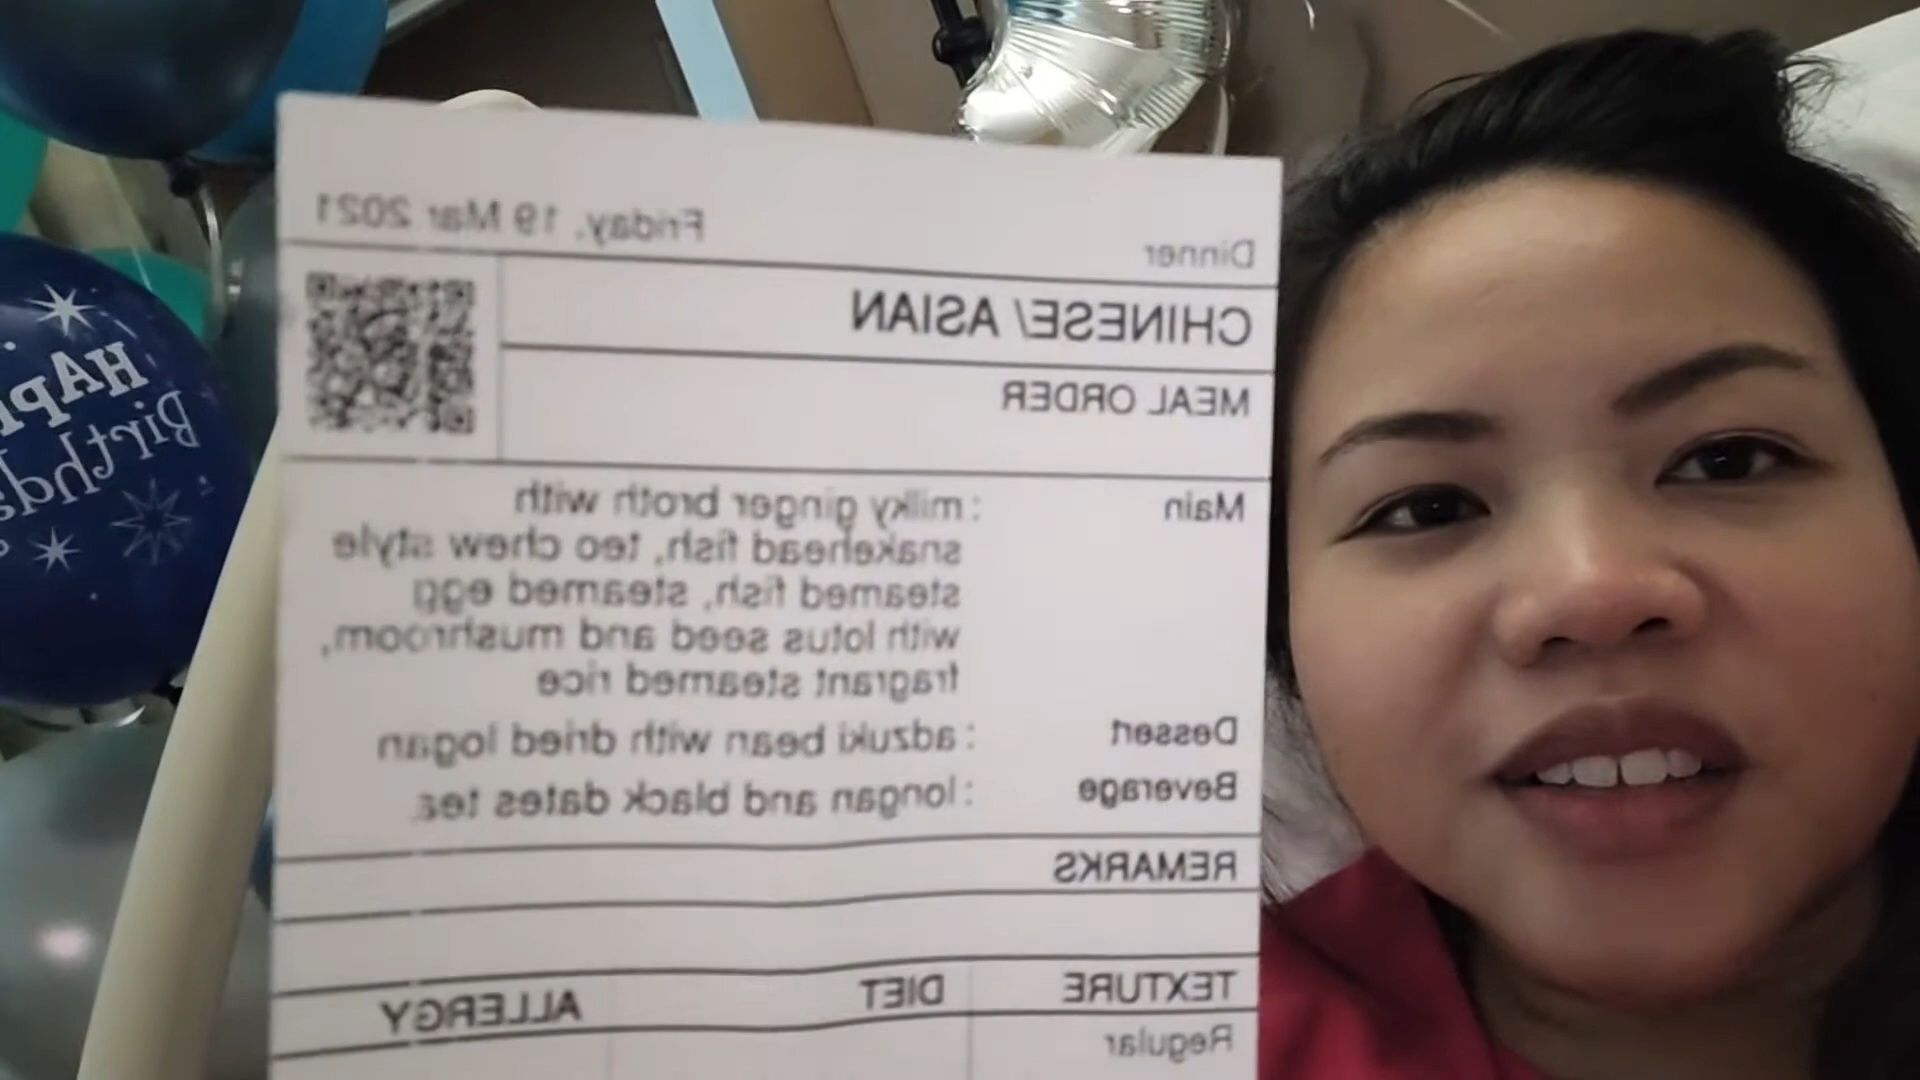 Dinner Friday, 19 Mar 2021
CHINESE/ ASIAN
MEAL ORDER
Main : milky ginger broth with
snakehead fish, teo chew style
steamed fish, steamed egg
with lotus seed and mushroom,
fragrant steamed rice
Dessert : adzuki bean with dried logan
Beverage : longan and black dates tea
REMARKS
TEXTURE DIET ALLERGY
Regular
HAPP
Birthda